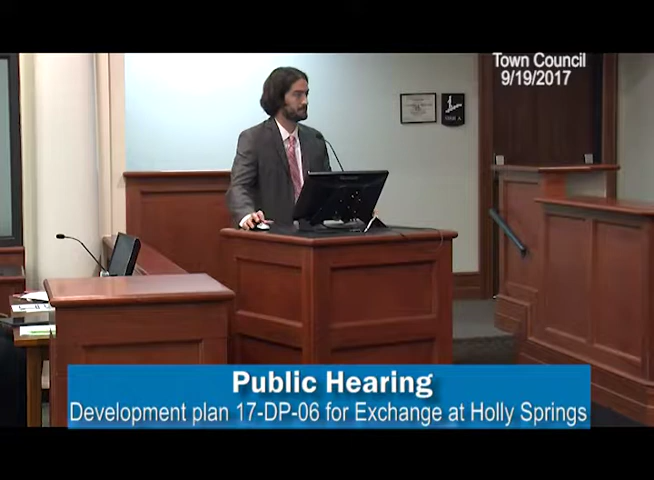 Town Council
9/19/2017
Public Hearing
Development plan 17-DP-06 for Exchange at Holly Springs